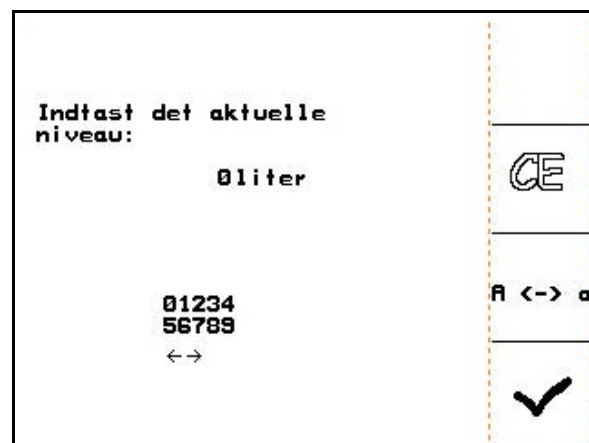 Indtast det aktuelle
niveau:
0liter
CE
A <-> a
01234
56789
←→